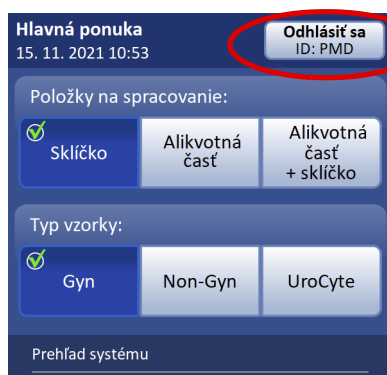 Hlavná ponuka
15. 11. 2021 10:53
Odhlásiť sa
ID: PMD
Položky na spracovanie:
Sklíčko
Alikvotná
časť
Alikvotná
časť
+ sklíčko
Typ vzorky:
Gyn
Non-Gyn
UroCyte
Prehľad systému